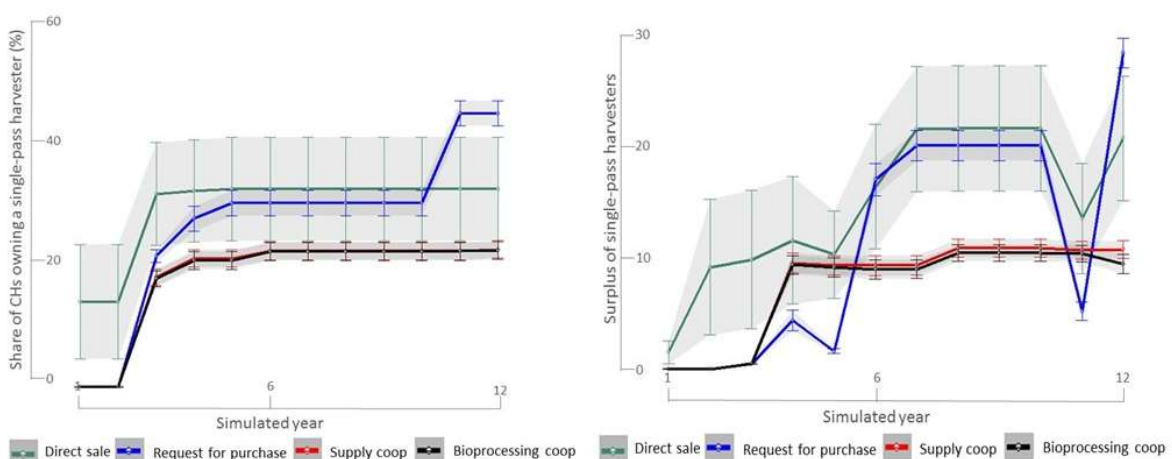 Share of CHs owning a single-pass harvester (%)
60
40
20
0
1
6
12
Simulated year
Direct sale
Request for purchase
Supply coop
Bioprocessing coop
Surplus of single-pass harvesters
30
20
10
0
1
6
12
Simulated year
Direct sale
Request for purchase
Supply coop
Bioprocessing coop